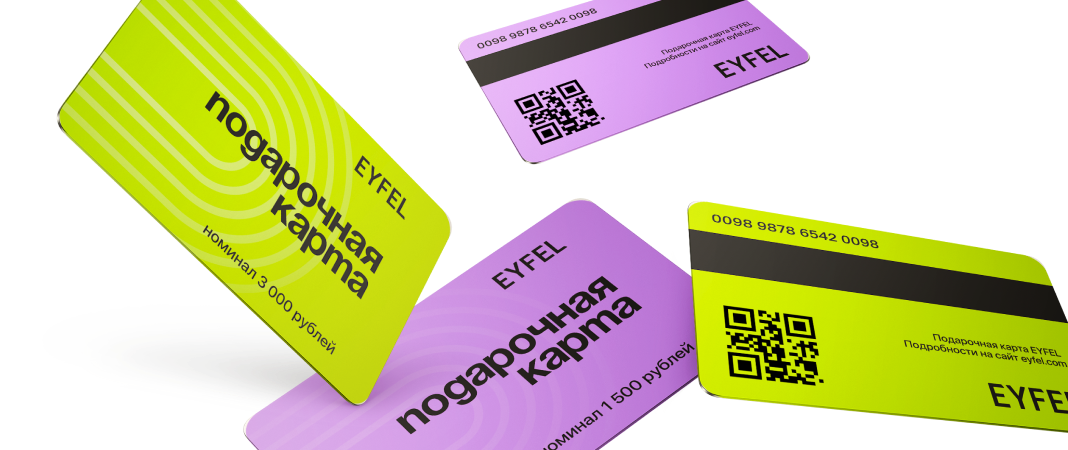 EYFEL
подарочная
карта
номинал 3 000 рублей
0098 9878 6542 0098
Подарочная карта EYFEL
Подробности на сайт eyfel.com
EYFEL
EYFEL
подарочная
карта
номинал 1 500 рублей
0098 9878 6542 0098
Подарочная карта EYFEL
Подробности на сайт eyfel.com
EYFEL